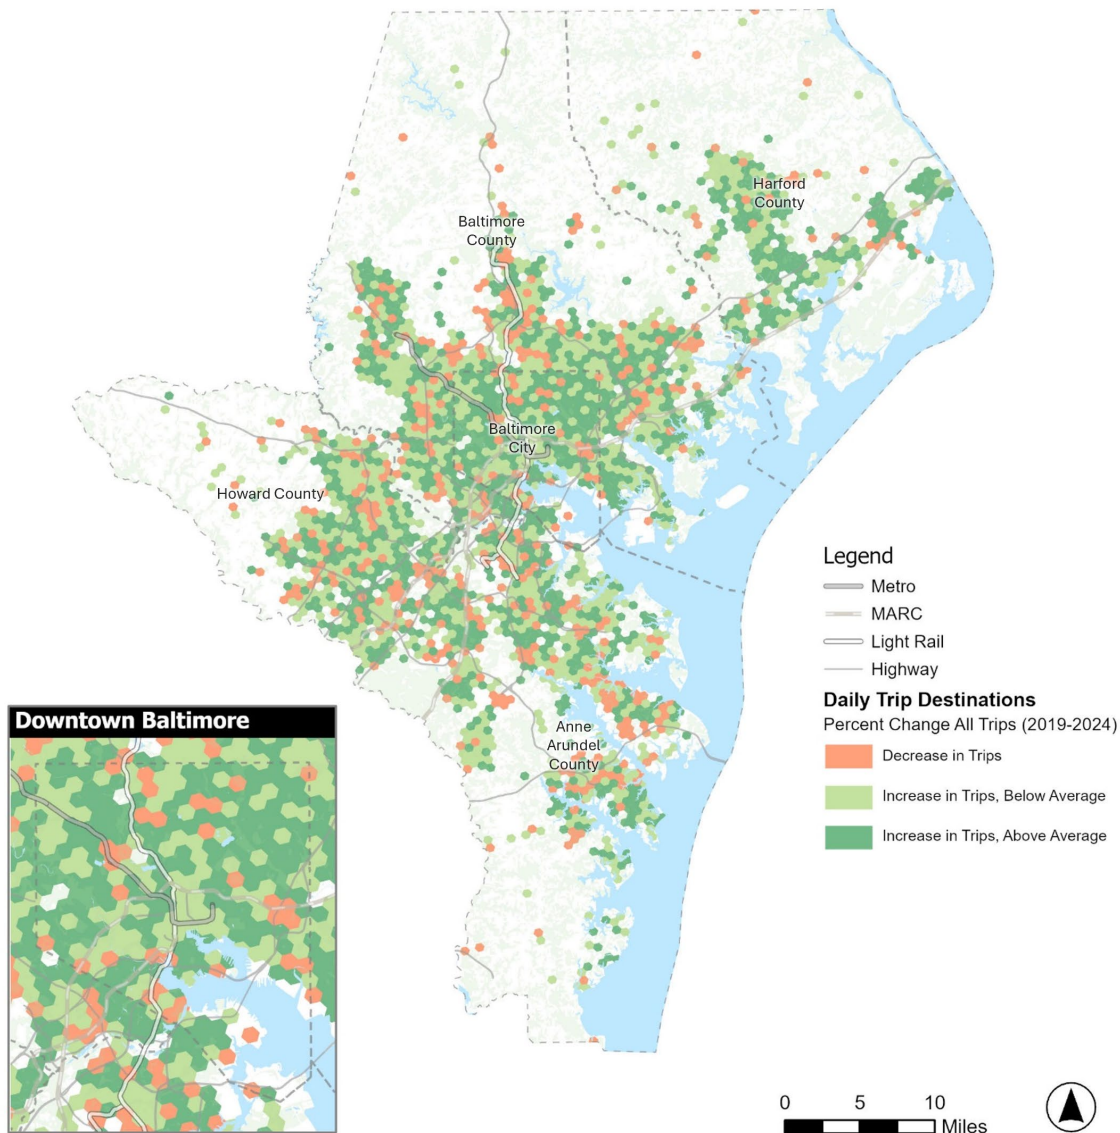 Harford
County
Baltimore
County
Baltimore
City
Howard County
Anne
Arundel
County
Legend
Metro
MARC
Light Rail
Highway
Daily Trip Destinations
Percent Change All Trips (2019-2024)
Decrease in Trips
Increase in Trips, Below Average
Increase in Trips, Above Average
Downtown Baltimore
0 5 10
Miles